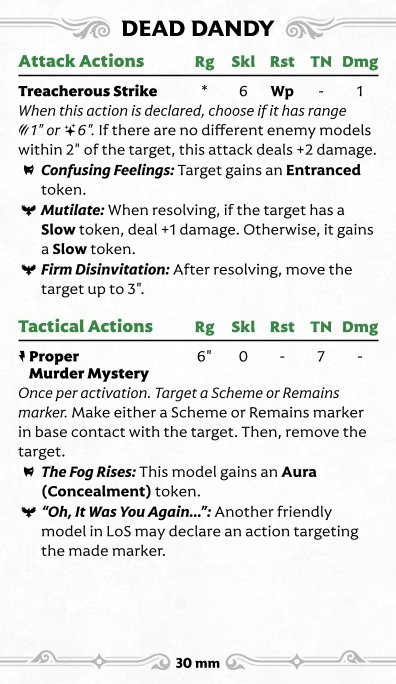 DEAD DANDY
Attack Actions Rg Skl Rst TN Dmg
Treacherous Strike * 6 Wp - 1
When this action is declared, choose if it has range
1" or 6". If there are no different enemy models
within 2" of the target, this attack deals +2 damage.
Confusing Feelings: Target gains an Entranced
token.
Mutilate: When resolving, if the target has a
Slow token, deal +1 damage. Otherwise, it gains
a Slow token.
Firm Disinvitation: After resolving, move the
target up to 3".
Tactical Actions Rg Skl Rst TN Dmg
Proper 6" 0 - 7 -
Murder Mystery
Once per activation. Target a Scheme or Remains
marker. Make either a Scheme or Remains marker
in base contact with the target. Then, remove the
target.
The Fog Rises: This model gains an Aura
(Concealment) token.
“Oh, It Was You Again...”: Another friendly
model in LoS may declare an action targeting
the made marker.
30 mm